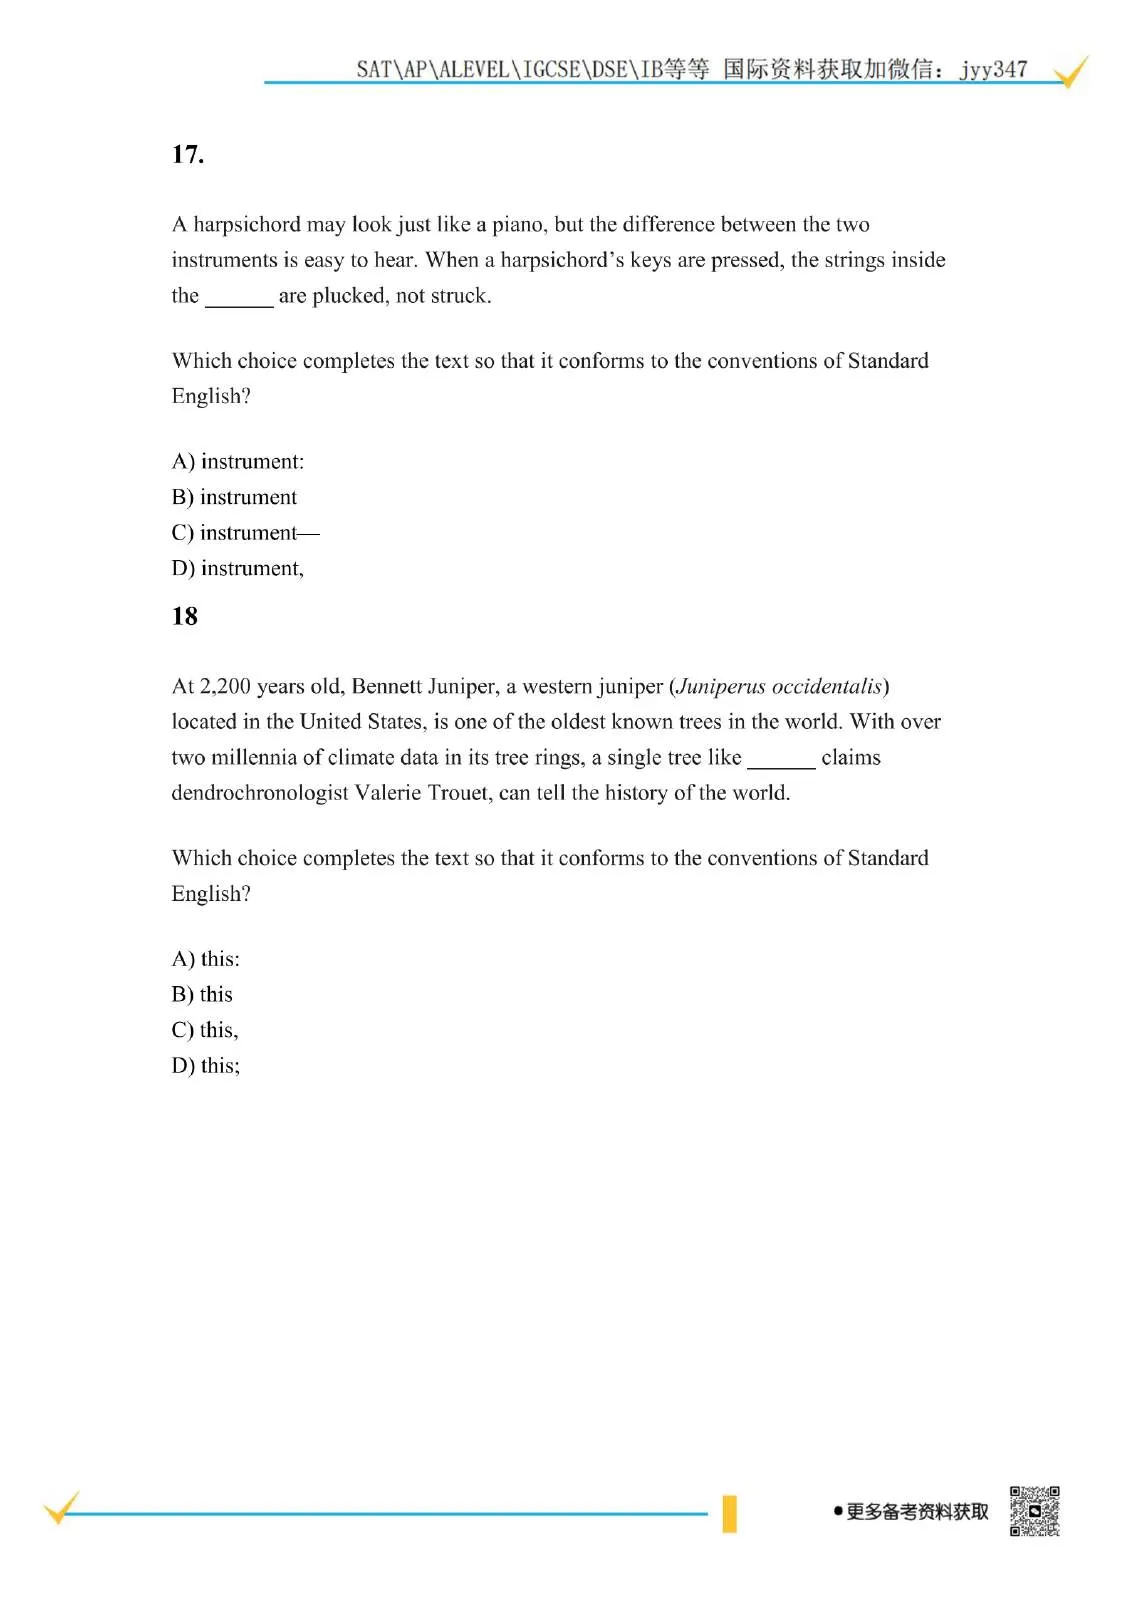 SAT\AP\ALEVEL\IGCSE\DSE\IB等等 国际资料获取加微信：jyy347
17.
A harpsichord may look just like a piano, but the difference between the two
instruments is easy to hear. When a harpsichord’s keys are pressed, the strings inside
the ______ are plucked, not struck.
Which choice completes the text so that it conforms to the conventions of Standard
English?
A) instrument:
B) instrument
C) instrument—
D) instrument,
18
At 2,200 years old, Bennett Juniper, a western juniper (Juniperus occidentalis)
located in the United States, is one of the oldest known trees in the world. With over
two millennia of climate data in its tree rings, a single tree like ______ claims
dendrochronologist Valerie Trouet, can tell the history of the world.
Which choice completes the text so that it conforms to the conventions of Standard
English?
A) this:
B) this
C) this,
D) this;
•更多备考资料获取